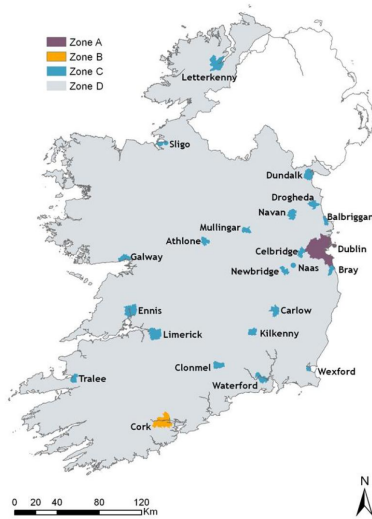 Zone A
Zone B
Zone C
Zone D
Letterkenny
Sligo
Dundalk
Drogheda
Navan
Balbriggan
Mullingar
Athlone
Dublin
Celbridge
Galway
Naas
Newbridge
Bray
Ennis
Carlow
Limerick
Kilkenny
Clonmel
Wexford
Tralee
Waterford
Cork
N
0 20 40 80 120
Km